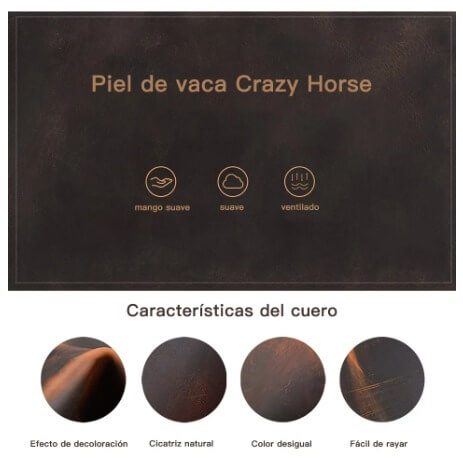 Piel de vaca Crazy Horse
mango suave
suave
ventilado
Características del cuero
Efecto de decoloración
Cicatriz natural
Color desigual
Fácil de rayar